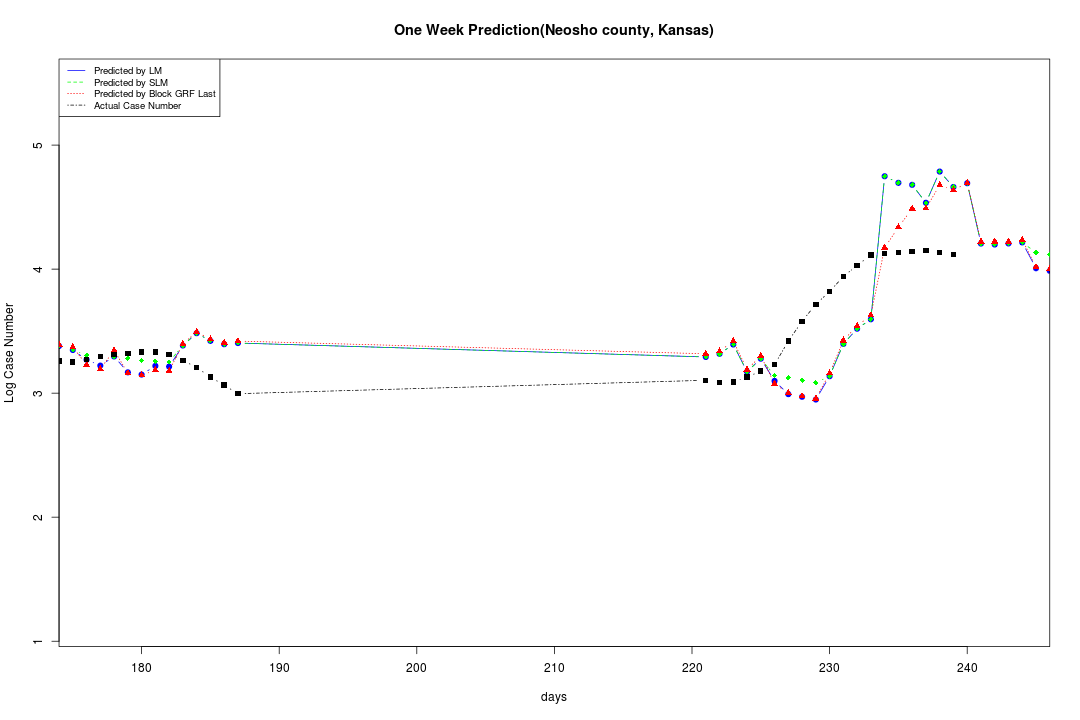 One Week Prediction(Neosho county, Kansas)
Predicted by LM
Predicted by SLM
Predicted by Block GRF Last
Actual Case Number
5
4
3
2
1
Log Case Number
180 190 200 210 220 230 240
days